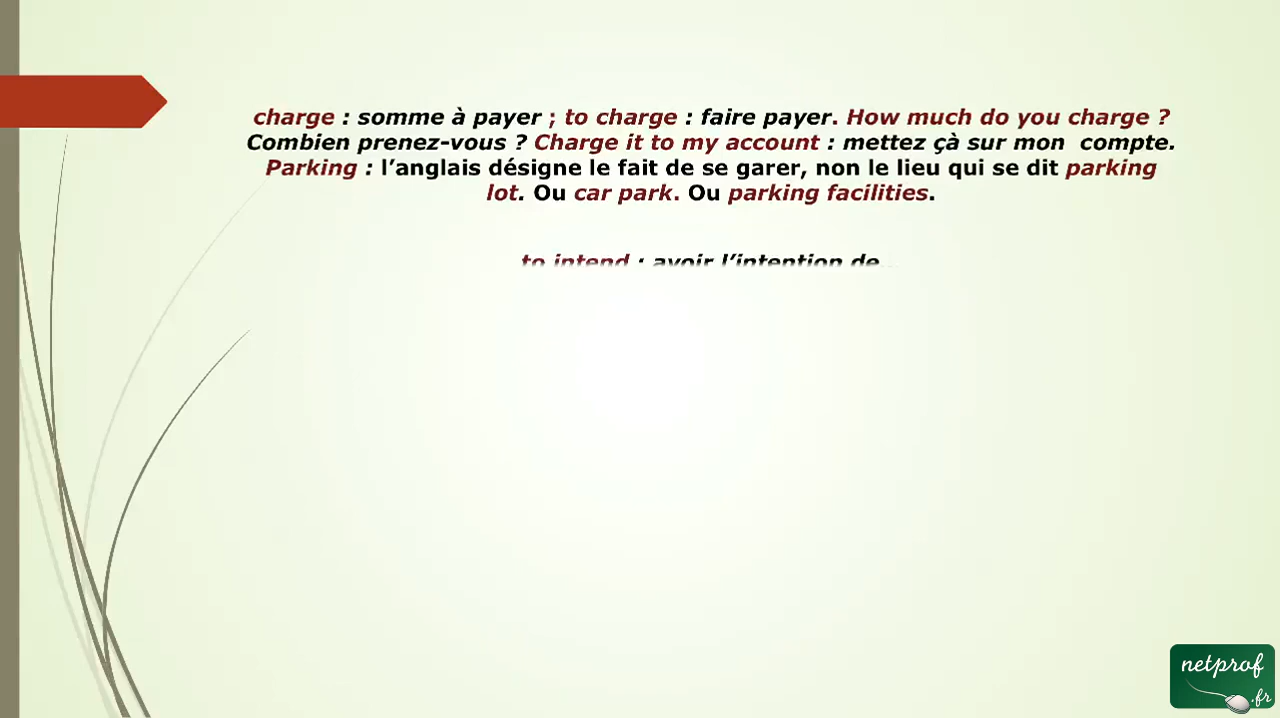 charge : somme à payer ; to charge : faire payer. How much do you charge ?
Combien prenez-vous ? Charge it to my account : mettez çà sur mon  compte.
Parking : l’anglais désigne le fait de se garer, non le lieu qui se dit parking
lot. Ou car park. Ou parking facilities.
to intend : avoir l’intention de…
netprof
.fr